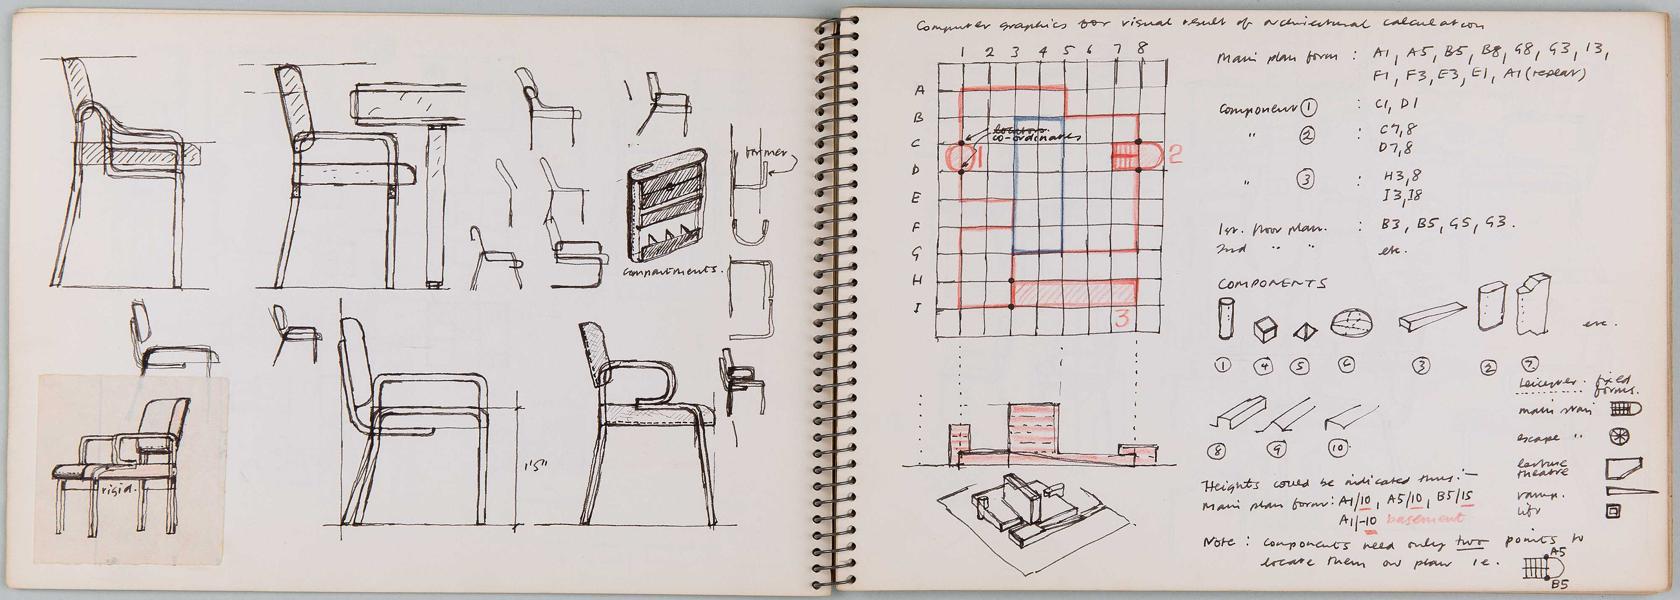 former
compartments.
rigid.
1'5"
Computer graphics for visual result of architectural calculation
1 2 3 4 5 6 7 8
A
B
C
D
E
F
G
H
I
co-ordinates
1
2
3
Main plan form : A1, A5, B5, B8, G8, G3, I3,
F1, F3, E3, E1, A1 (repeat)
Component 1 : C1, D1
" 2 : C7,8
D7,8
" 3 : H3,8
I3,I8
1st. floor plan. : B3, B5, G5, G3.
2nd " " etc.
COMPONENTS
etc.
1 4 5 6 3 2 7
8 9 10
fixed forms.
main stair
escape "
lecture theatre
ramp.
lift
Heights could be indicated thus :-
Main plan form: A1/10, A5/10, B5/15
A1/-10 basement
Note : components need only two points to
locate them on plan i.e.
A5
B5